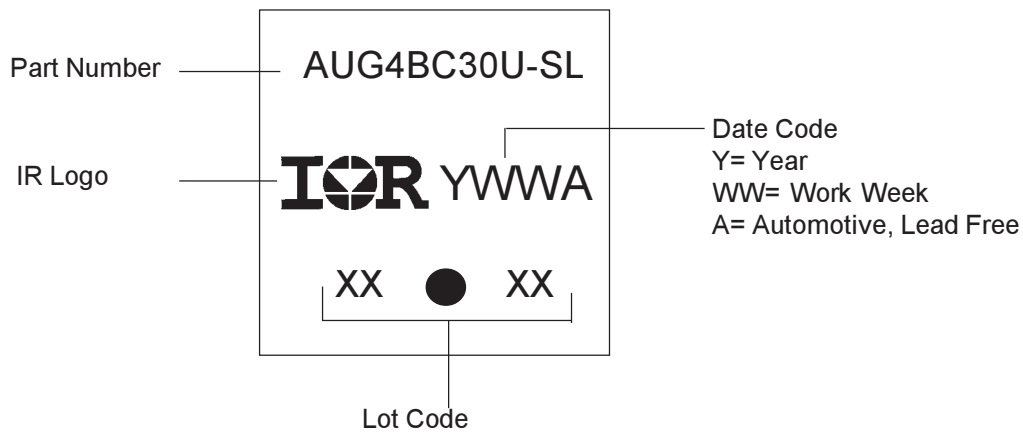 Part Number
AUG4BC30U-SL
IR Logo
IOR YWWA
Date Code
Y= Year
WW= Work Week
A= Automotive, Lead Free
XX XX
Lot Code